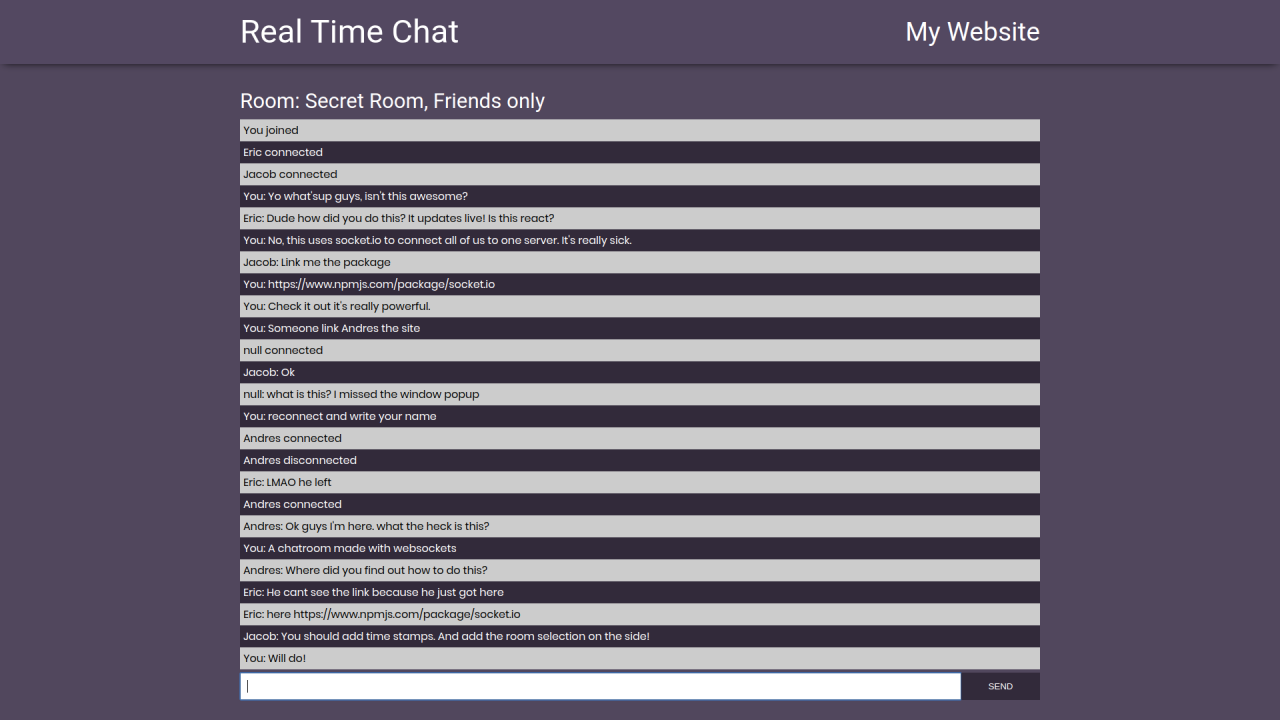 Real Time Chat
My Website
Room: Secret Room, Friends only
You joined
Eric connected
Jacob connected
You: Yo what'sup guys, isn't this awesome?
Eric: Dude how did you do this? It updates live! Is this react?
You: No, this uses socket.io to connect all of us to one server. It's really sick.
Jacob: Link me the package
You: https://www.npmjs.com/package/socket.io
You: Check it out it's really powerful.
You: Someone link Andres the site
null connected
Jacob: Ok
null: what is this? I missed the window popup
You: reconnect and write your name
Andres connected
Andres disconnected
Eric: LMAO he left
Andres connected
Andres: Ok guys I'm here. what the heck is this?
You: A chatroom made with websockets
Andres: Where did you find out how to do this?
Eric: He cant see the link because he just got here
Eric: here https://www.npmjs.com/package/socket.io
Jacob: You should add time stamps. And add the room selection on the side!
You: Will do!
SEND